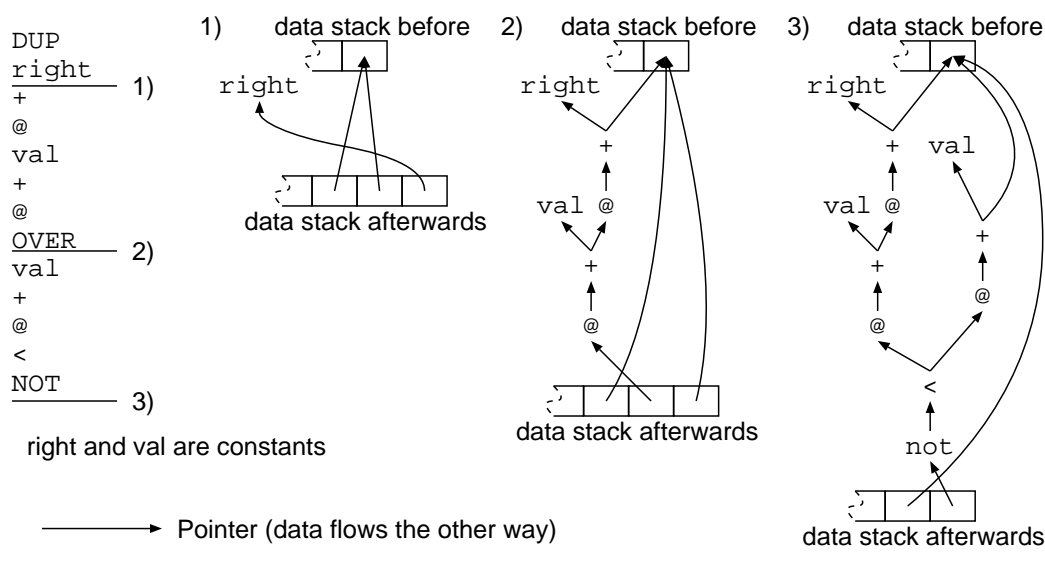 DUP
right
1)
+
@
val
+
@
OVER
2)
val
+
@
<
NOT
3)
right and val are constants
Pointer (data flows the other way)
1)
data stack before
right
data stack afterwards
2)
data stack before
right
+
val @
+
@
data stack afterwards
3)
data stack before
right
+ val
val @
+
+
@
@
<
not
data stack afterwards